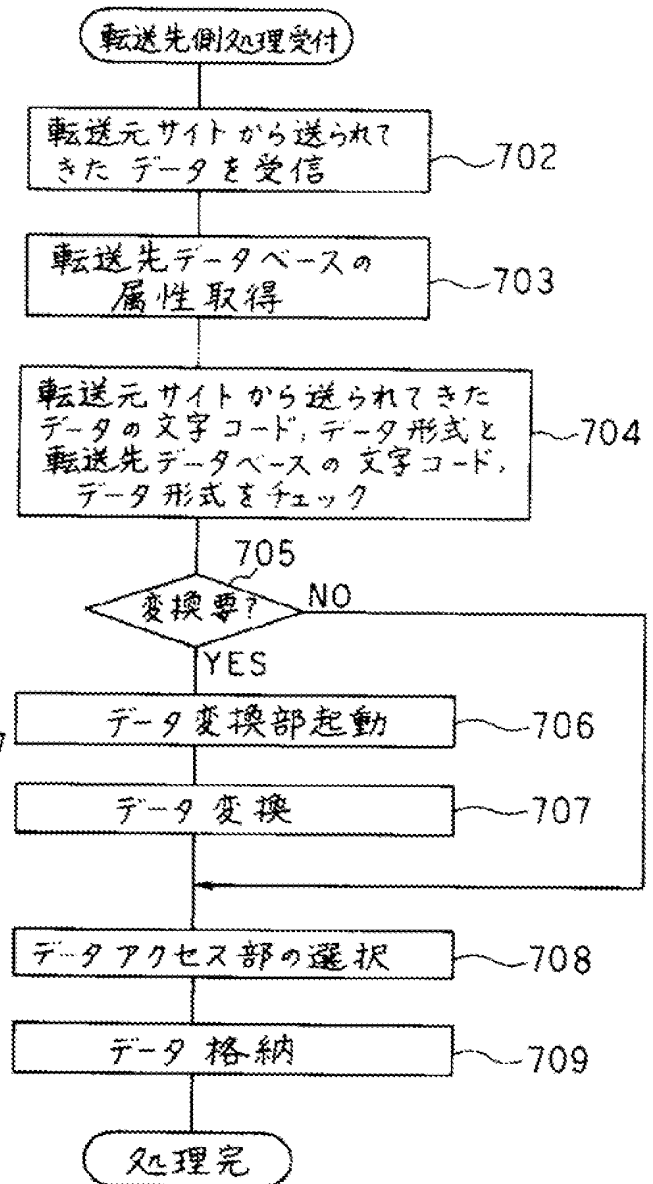 転送先側処理受付
転送元サイトから送られて
きたデータを受信
702
転送先データベースの
属性取得
703
転送元サイトから送られてきた
データの文字コード,データ形式と
転送先データベースの文字コード,
データ形式をチェック
704
705
変換要?
NO
YES
データ変換部起動
706
データ変換
707
データアクセス部の選択
708
データ格納
709
処理完